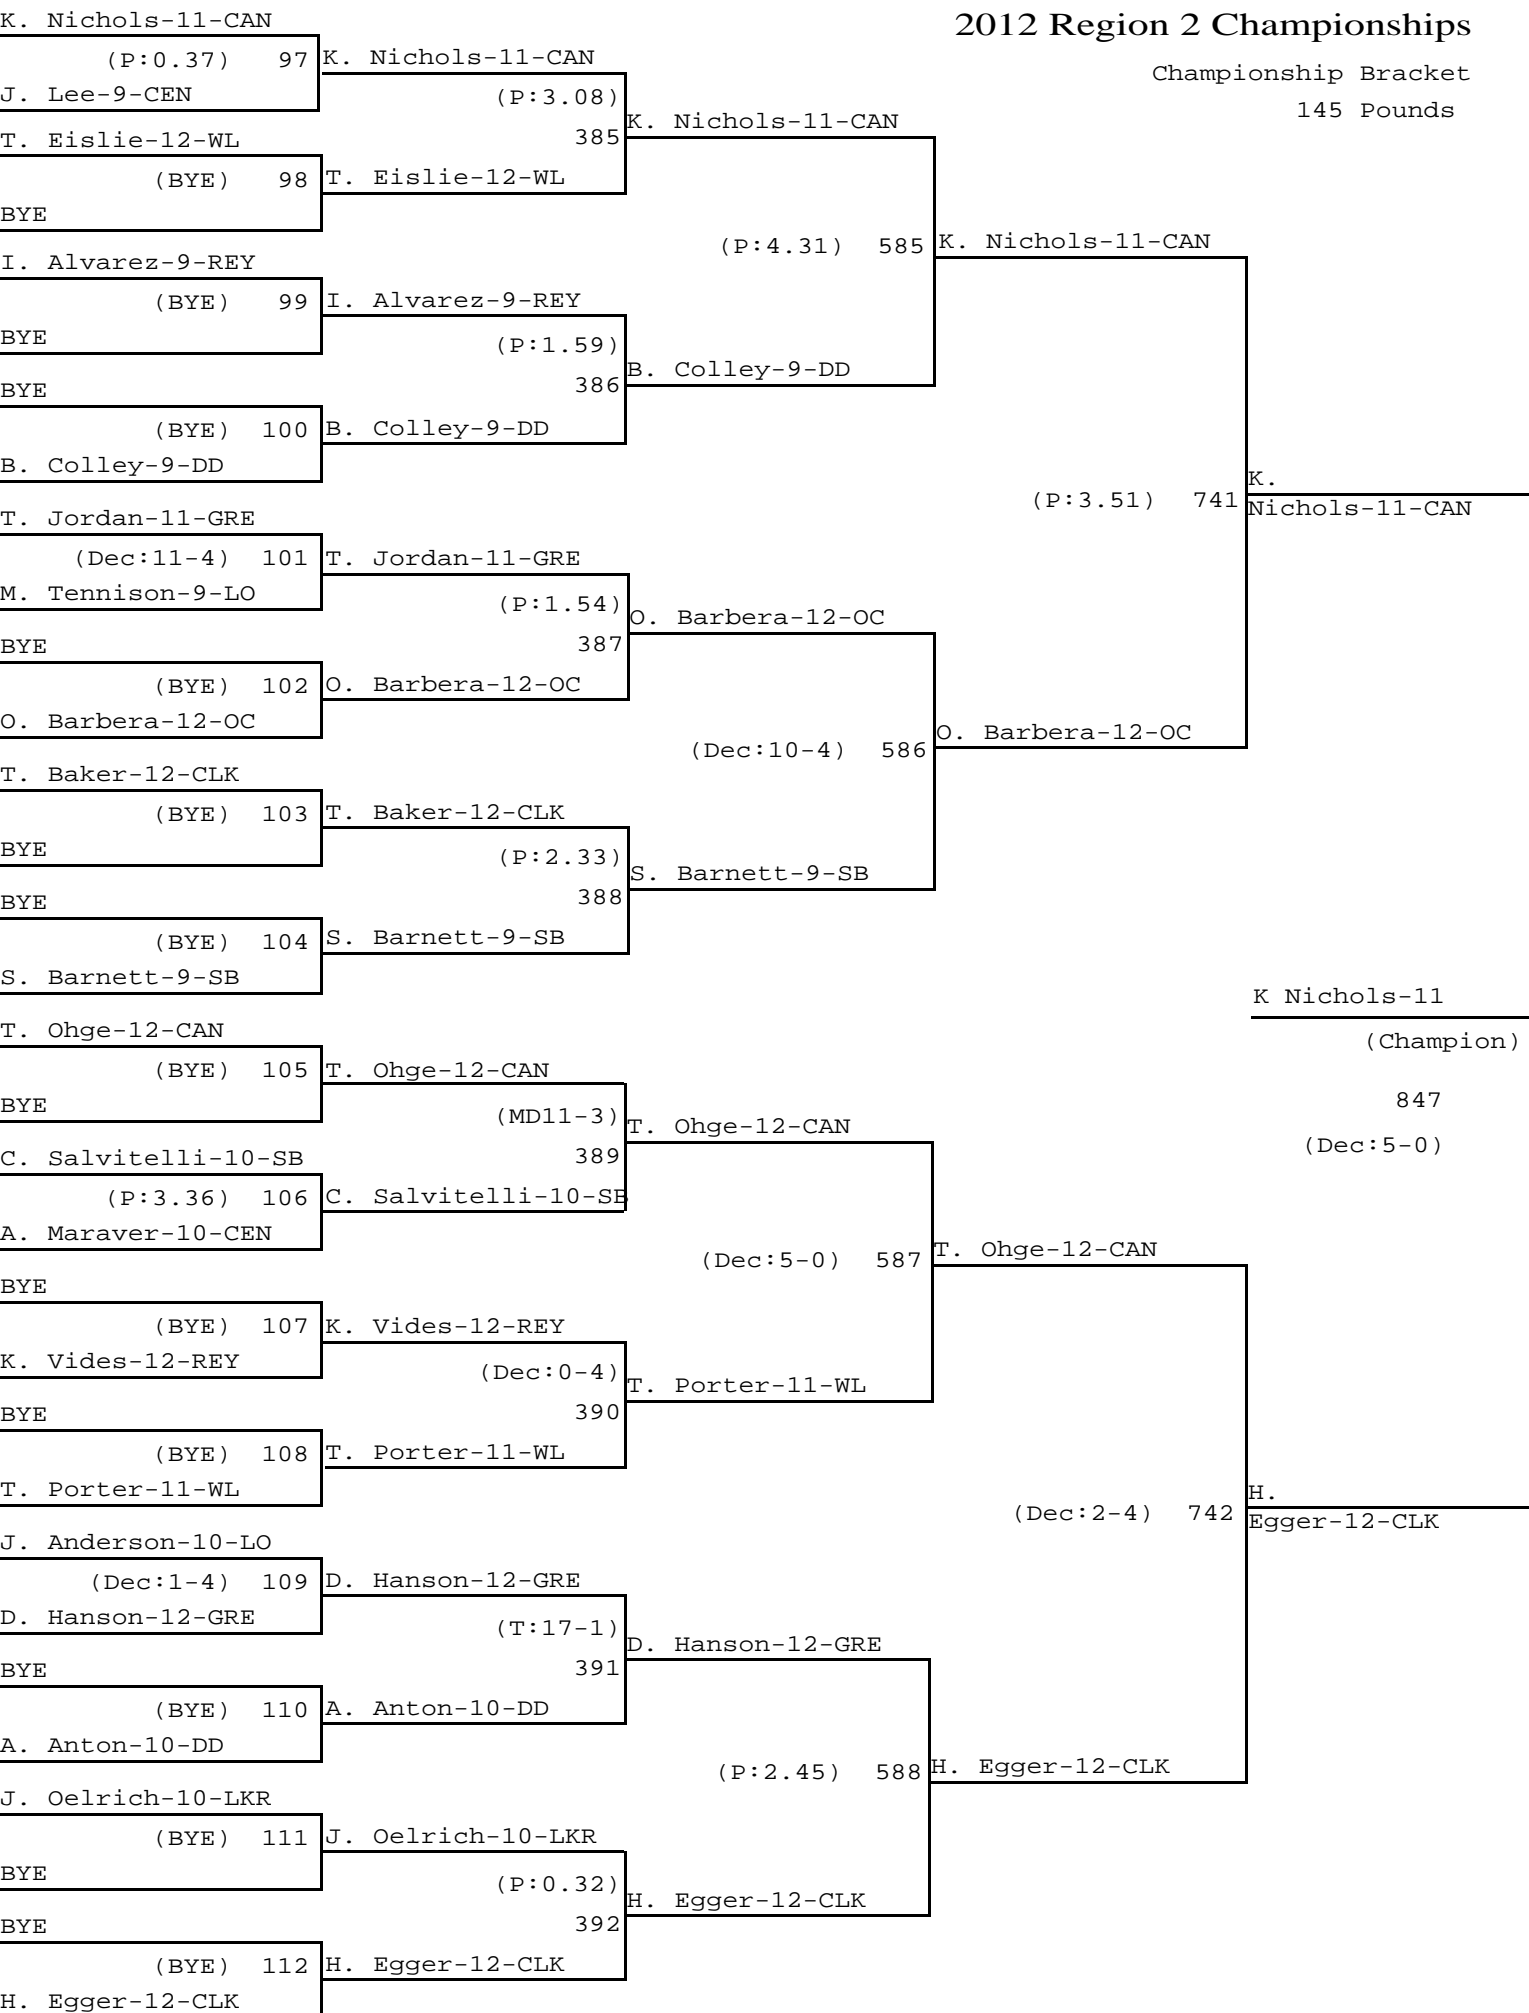 2012 Region 2 Championships
Championship Bracket
145 Pounds
K. Nichols-11-CAN
(P:0.37) 97
J. Lee-9-CEN
T. Eislie-12-WL
(BYE) 98
BYE
I. Alvarez-9-REY
(BYE) 99
BYE
BYE
(BYE) 100
B. Colley-9-DD
T. Jordan-11-GRE
(Dec:11-4) 101
M. Tennison-9-LO
BYE
(BYE) 102
O. Barbera-12-OC
T. Baker-12-CLK
(BYE) 103
BYE
BYE
(BYE) 104
S. Barnett-9-SB
T. Ohge-12-CAN
(BYE) 105
BYE
C. Salvitelli-10-SB
(P:3.36) 106
A. Maraver-10-CEN
BYE
(BYE) 107
K. Vides-12-REY
BYE
(BYE) 108
T. Porter-11-WL
J. Anderson-10-LO
(Dec:1-4) 109
D. Hanson-12-GRE
BYE
(BYE) 110
A. Anton-10-DD
J. Oelrich-10-LKR
(BYE) 111
BYE
BYE
(BYE) 112
H. Egger-12-CLK
K. Nichols-11-CAN
(P:3.08)
385
T. Eislie-12-WL
I. Alvarez-9-REY
(P:1.59)
386
B. Colley-9-DD
T. Jordan-11-GRE
(P:1.54)
387
O. Barbera-12-OC
T. Baker-12-CLK
(P:2.33)
388
S. Barnett-9-SB
T. Ohge-12-CAN
(MD11-3)
389
C. Salvitelli-10-SB
K. Vides-12-REY
(Dec:0-4)
390
T. Porter-11-WL
D. Hanson-12-GRE
(T:17-1)
391
A. Anton-10-DD
J. Oelrich-10-LKR
(P:0.32)
392
H. Egger-12-CLK
K. Nichols-11-CAN
(P:4.31) 585
B. Colley-9-DD
O. Barbera-12-OC
(Dec:10-4) 586
S. Barnett-9-SB
T. Ohge-12-CAN
(Dec:5-0) 587
T. Porter-11-WL
D. Hanson-12-GRE
(P:2.45) 588
H. Egger-12-CLK
K. Nichols-11-CAN
(P:3.51) 741
O. Barbera-12-OC
T. Ohge-12-CAN
(Dec:2-4) 742
H. Egger-12-CLK
K.
Nichols-11-CAN
K Nichols-11
(Champion)
847
(Dec:5-0)
H.
Egger-12-CLK